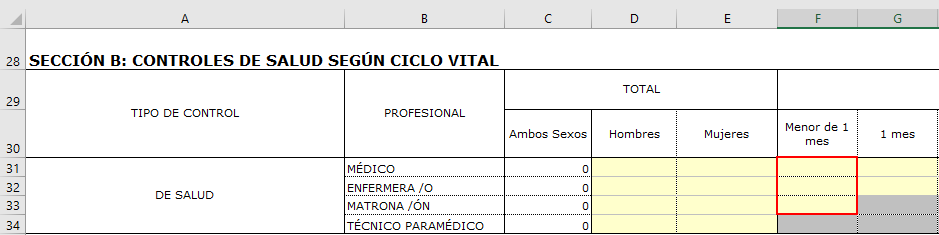 A B C D E F G
28 SECCIÓN B: CONTROLES DE SALUD SEGÚN CICLO VITAL
29 TOTAL
TIPO DE CONTROL PROFESIONAL
30 Ambos Sexos Hombres Mujeres Menor de 1 1 mes
mes
31 MÉDICO 0
32 ENFERMERA /O 0
DE SALUD
33 MATRONA /ÓN 0
34 TÉCNICO PARAMÉDICO 0